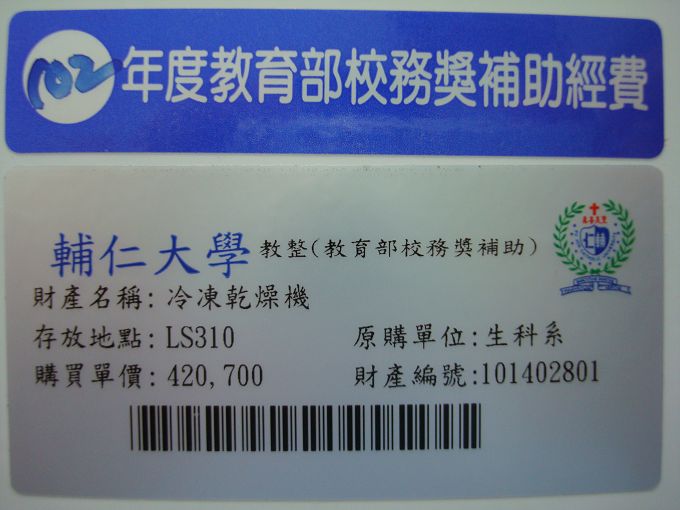 102年度教育部校務獎補助經費
輔仁大學 教整(教育部校務獎補助)
財產名稱: 冷凍乾燥機
存放地點: LS310 原購單位: 生科系
購買單價: 420,700 財產編號:101402801